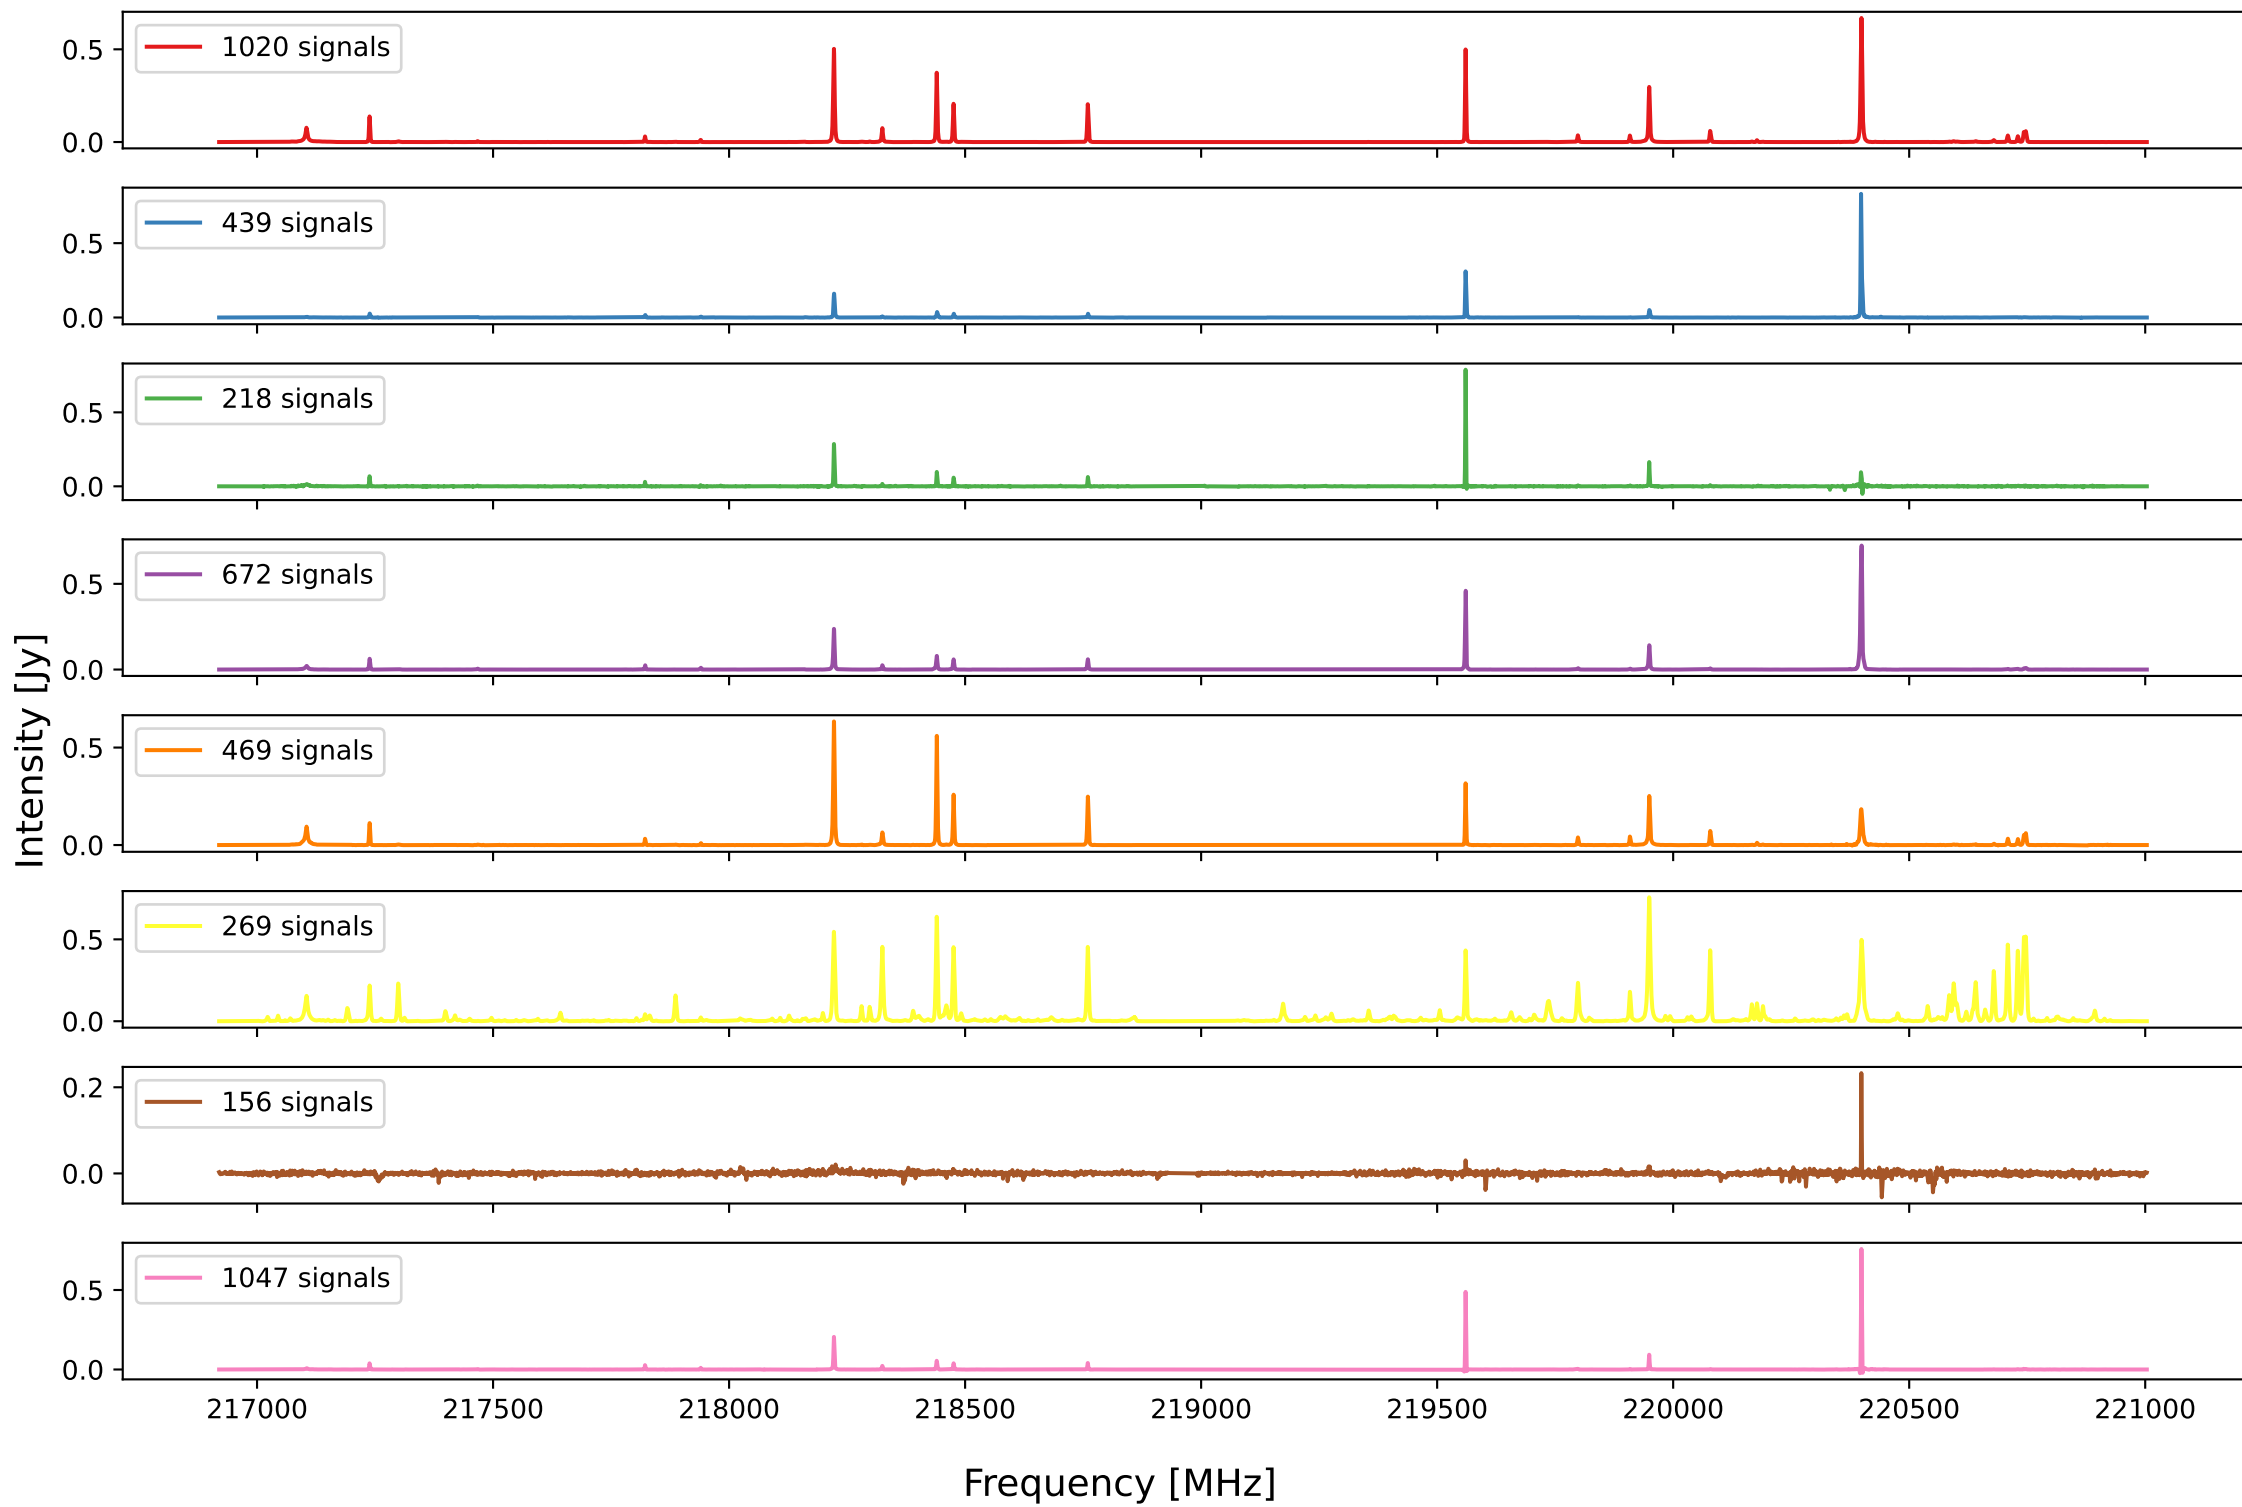 1020 signals
0.5
0.0
439 signals
0.5
0.0
218 signals
0.5
0.0
672 signals
0.5
0.0
469 signals
0.5
0.0
269 signals
0.5
0.0
156 signals
0.2
0.0
1047 signals
0.5
0.0
Intensity [Jy]
217000 217500 218000 218500 219000 219500 220000 220500 221000
Frequency [MHz]